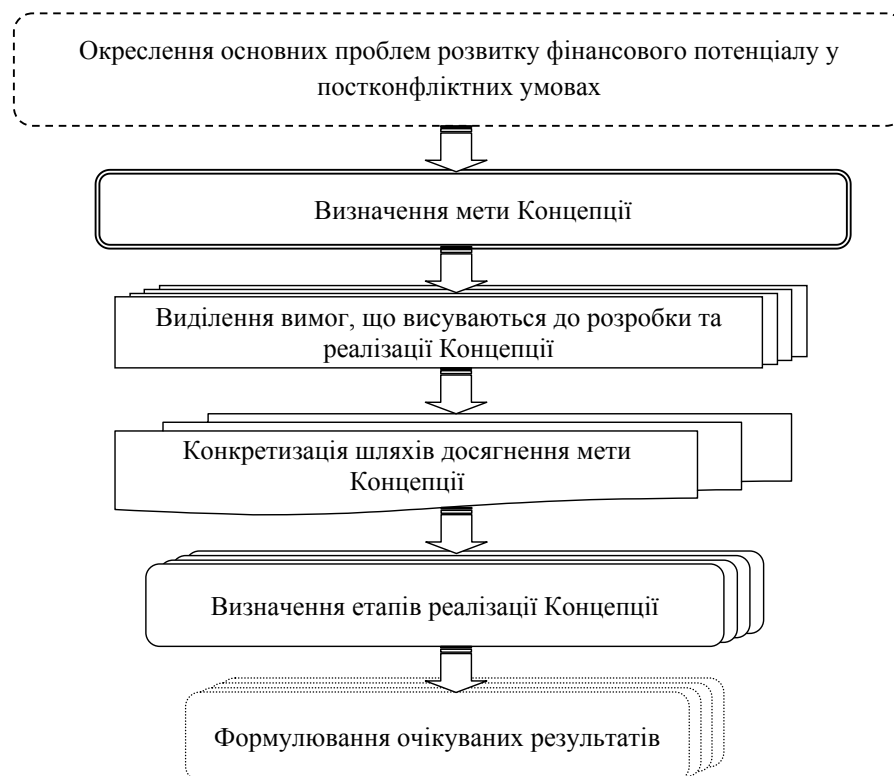 Окреслення основних проблем розвитку фінансового потенціалу у
постконфліктних умовах
Визначення мети Концепції
Виділення вимог, що висуваються до розробки та
реалізації Концепції
Конкретизація шляхів досягнення мети
Концепції
Визначення етапів реалізації Концепції
Формулювання очікуваних результатів